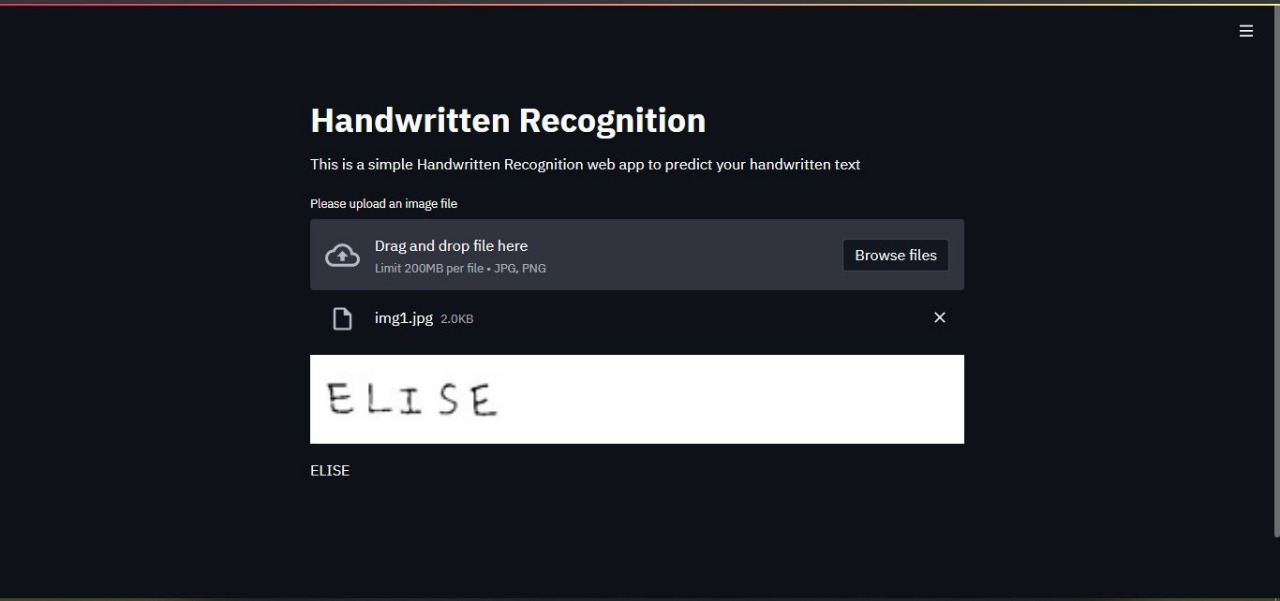 Handwritten Recognition
This is a simple Handwritten Recognition web app to predict your handwritten text
Please upload an image file
Drag and drop file here
Limit 200MB per file • JPG, PNG
Browse files
img1.jpg 2.0KB
ELISE
ELISE